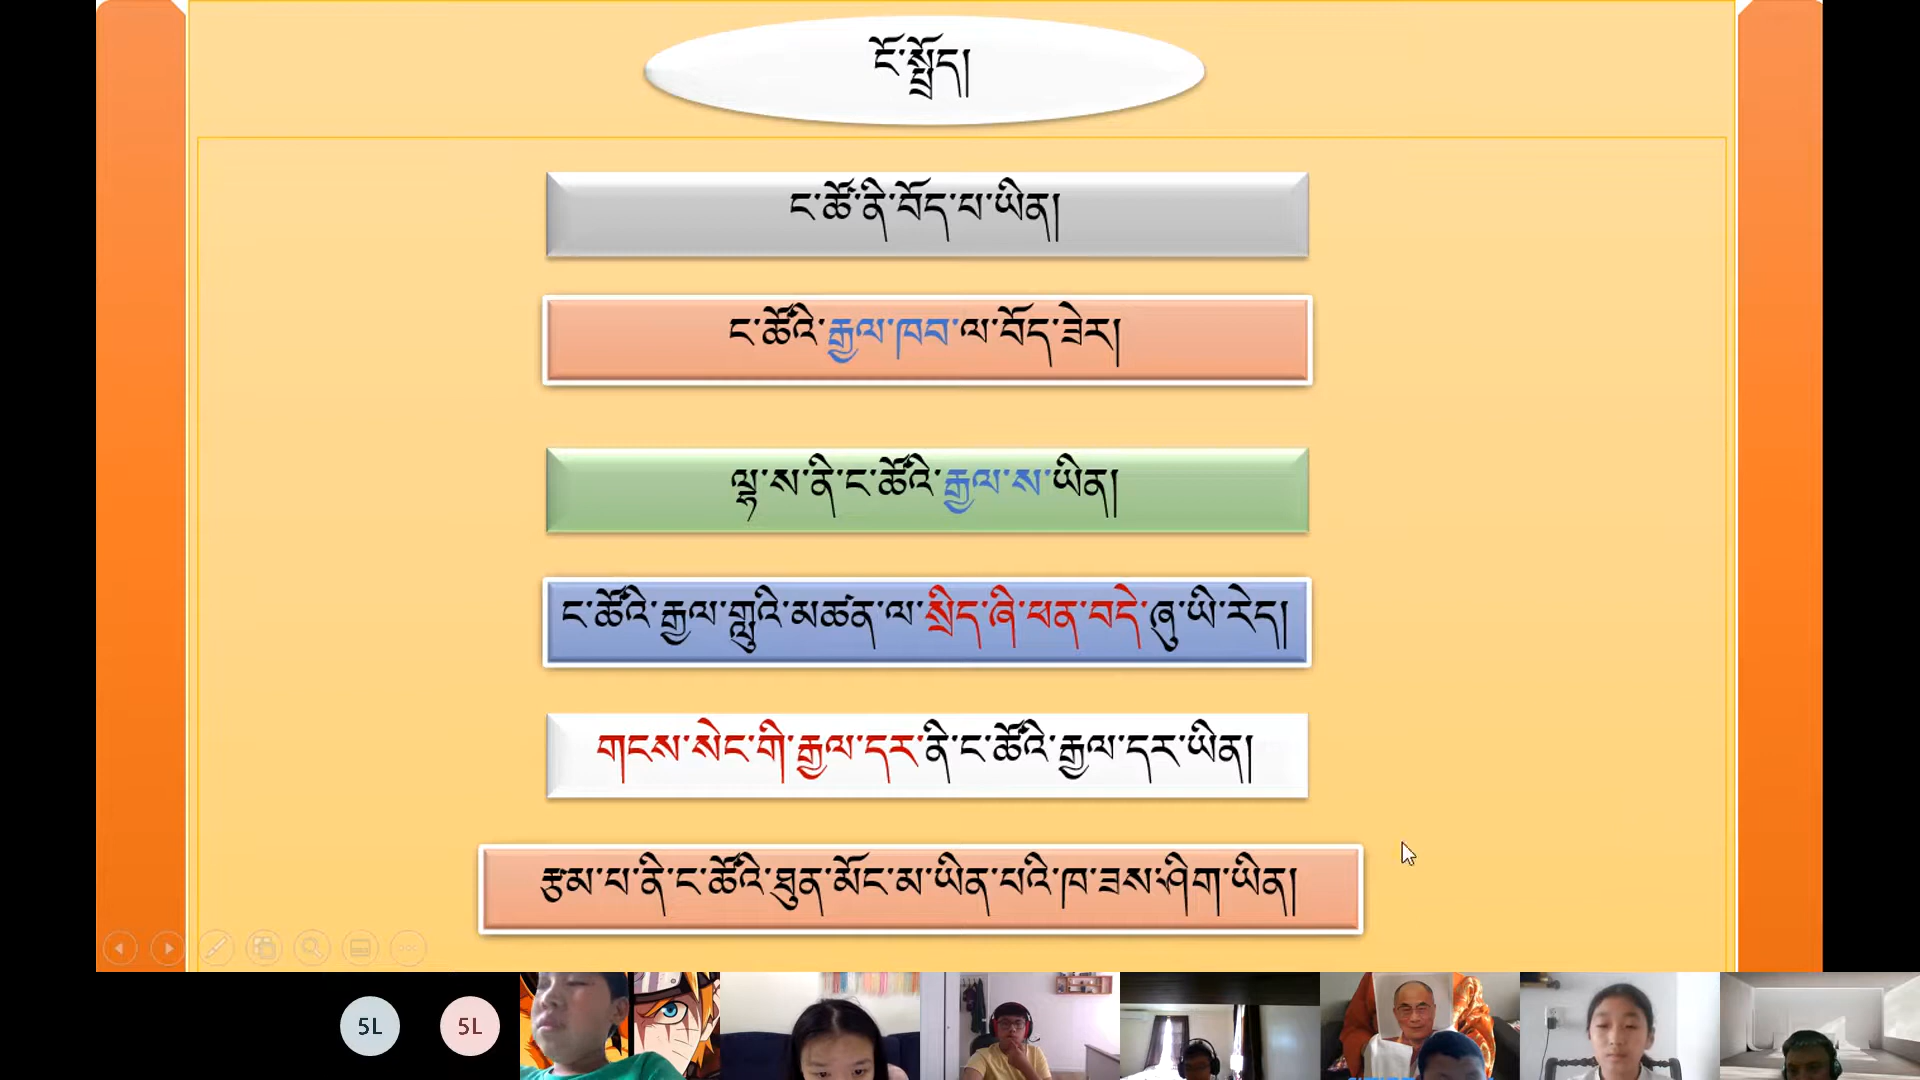 ངོ་སྤྲོད།
ང་ཚོ་ནི་བོད་པ་ཡིན།
ང་ཚོའི་རྒྱལ་ཁབ་ལ་བོད་ཟེར།
ལྷ་ས་ནི་ང་ཚོའི་རྒྱལ་ས་ཡིན།
ང་ཚོའི་རྒྱལ་གླུའི་མཚན་ལ་སྲིད་ཞི་ཕན་བདེ་ཞུ་ཡི་རེད།
གངས་སེང་གི་རྒྱལ་དར་ནི་ང་ཚོའི་རྒྱལ་དར་ཡིན།
རྩམ་པ་ནི་ང་ཚོའི་ཐུན་མོང་མ་ཡིན་པའི་ཁ་ཟས་ཤིག་ཡིན།
5L
5L